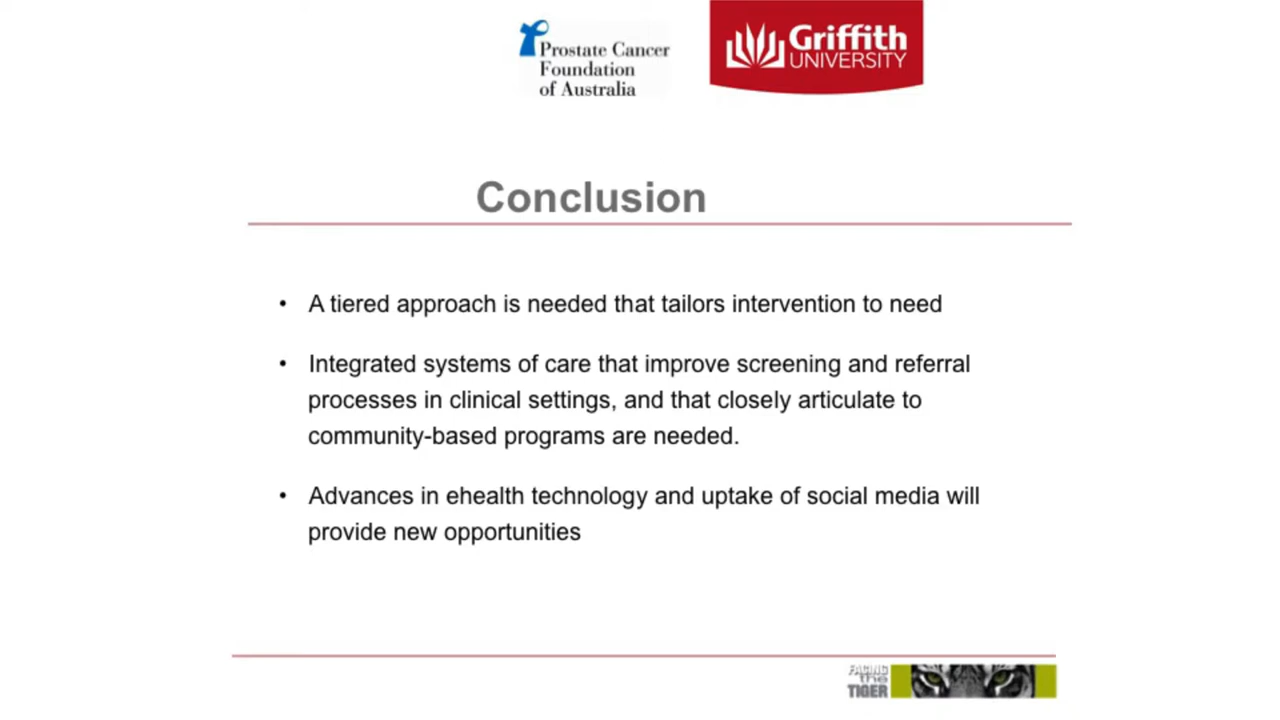 Prostate Cancer
Foundation
of Australia
Griffith
UNIVERSITY
Conclusion
• A tiered approach is needed that tailors intervention to need
• Integrated systems of care that improve screening and referral
processes in clinical settings, and that closely articulate to
community-based programs are needed.
• Advances in ehealth technology and uptake of social media will
provide new opportunities
FACING
the
TIGER